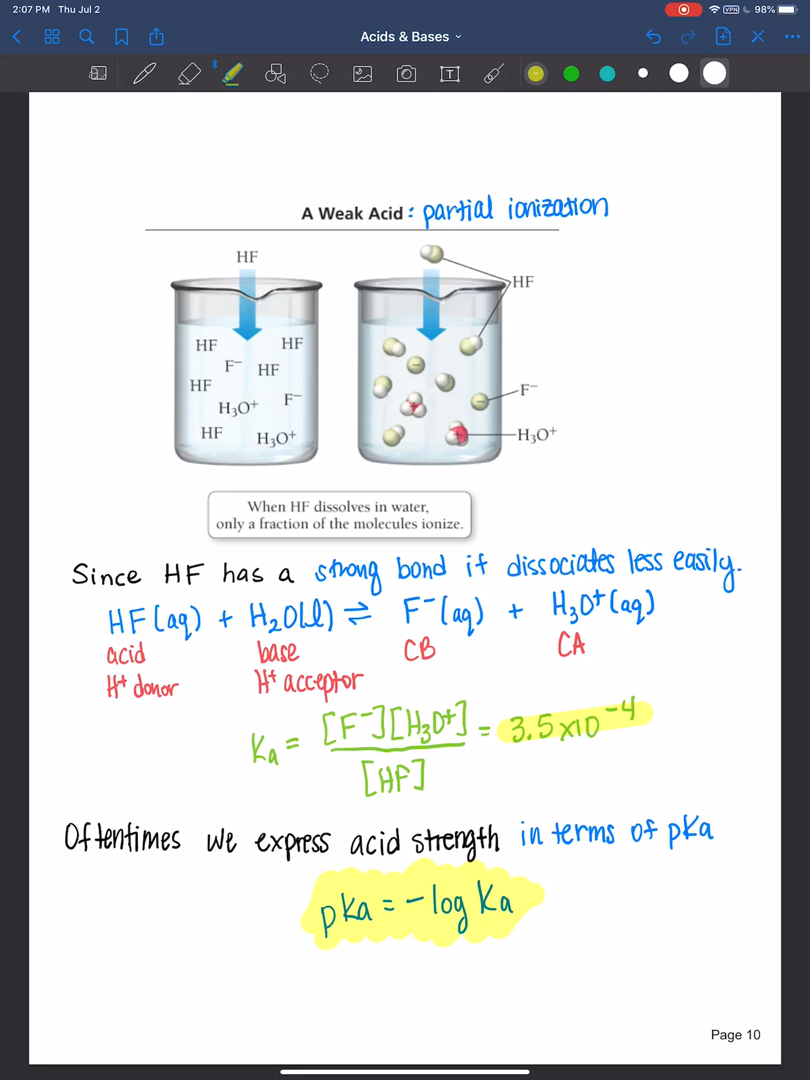 2:07 PM Thu Jul 2
VPN 98%
Acids & Bases
T
A Weak Acid : partial ionization
HF
HF
HF HF
F⁻ HF
HF
H₃O⁺ F⁻
HF H₃O⁺
F⁻
H₃O⁺
When HF dissolves in water,
only a fraction of the molecules ionize.
Since HF has a strong bond it dissociates less easily.
HF(aq) + H₂O(l) ⇌ F⁻(aq) + H₃O⁺(aq)
acid base CB CA
H⁺ donor H⁺ acceptor
Ka = [F⁻][H₃O⁺] / [HF] = 3.5x10⁻⁴
Oftentimes we express acid strength in terms of pKa
pKa = -log Ka
Page 10